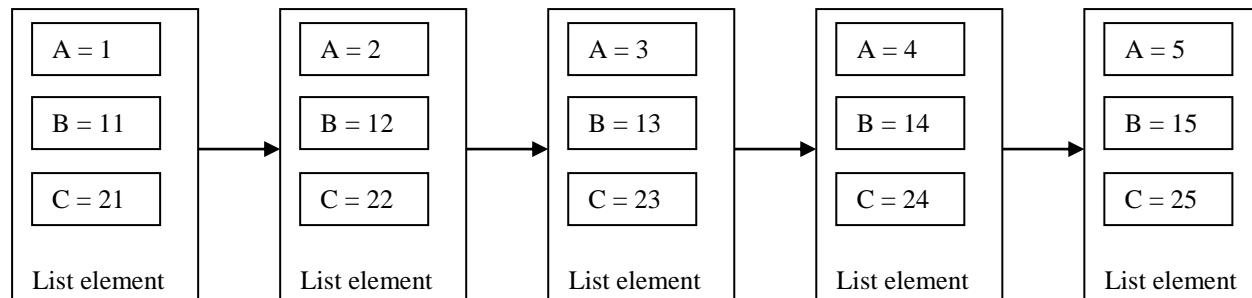 A = 1
B = 11
C = 21
List element
A = 2
B = 12
C = 22
List element
A = 3
B = 13
C = 23
List element
A = 4
B = 14
C = 24
List element
A = 5
B = 15
C = 25
List element